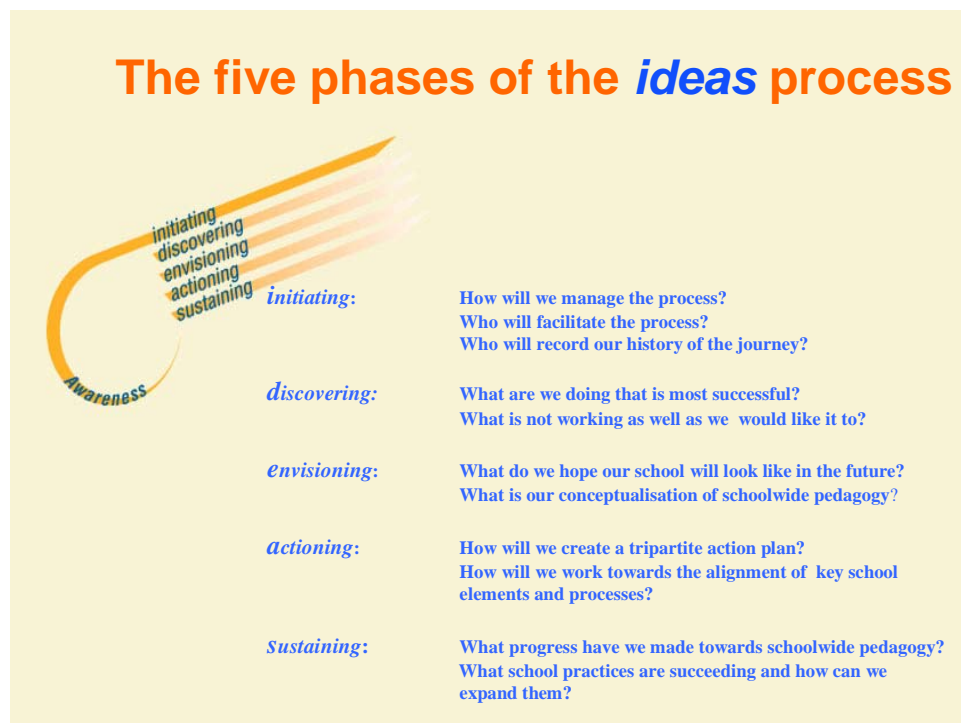 The five phases of the ideas process
initiating
discovering
envisioning
actioning
sustaining
Awareness
initiating: How will we manage the process?
Who will facilitate the process?
Who will record our history of the journey?
discovering: What are we doing that is most successful?
What is not working as well as we would like it to?
envisioning: What do we hope our school will look like in the future?
What is our conceptualisation of schoolwide pedagogy?
actioning: How will we create a tripartite action plan?
How will we work towards the alignment of key school
elements and processes?
sustaining: What progress have we made towards schoolwide pedagogy?
What school practices are succeeding and how can we
expand them?